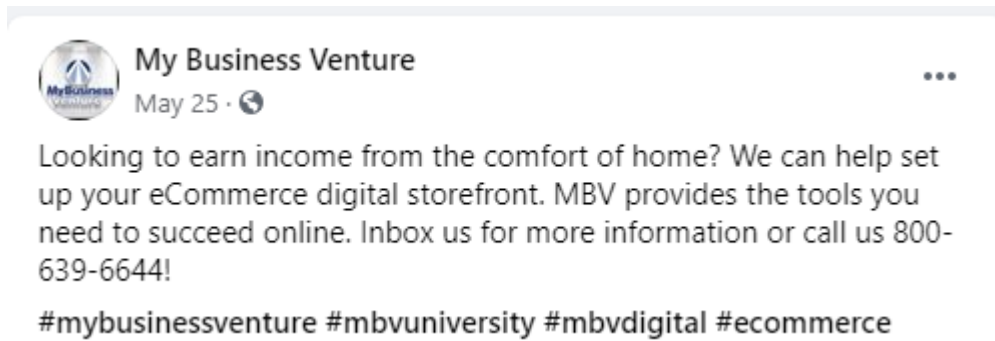 My Business Venture
MyBusiness
Venture
May 25 ·
Looking to earn income from the comfort of home? We can help set
up your eCommerce digital storefront. MBV provides the tools you
need to succeed online. Inbox us for more information or call us 800-
639-6644!
#mybusinessventure #mbvuniversity #mbvdigital #ecommerce